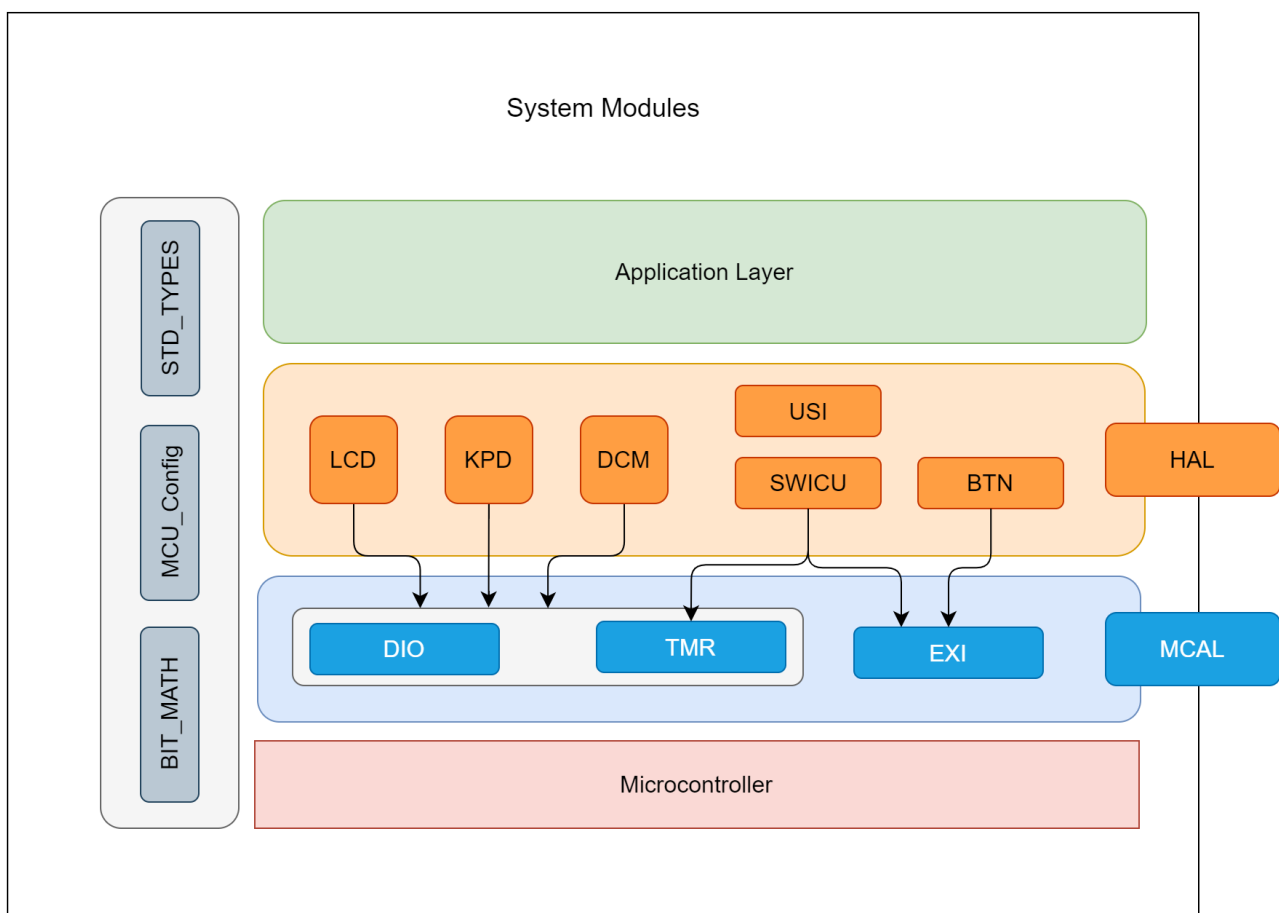 System Modules
STD_TYPES
MCU_Config
BIT_MATH
Application Layer
LCD
KPD
DCM
USI
SWICU
BTN
HAL
DIO
TMR
EXI
MCAL
Microcontroller